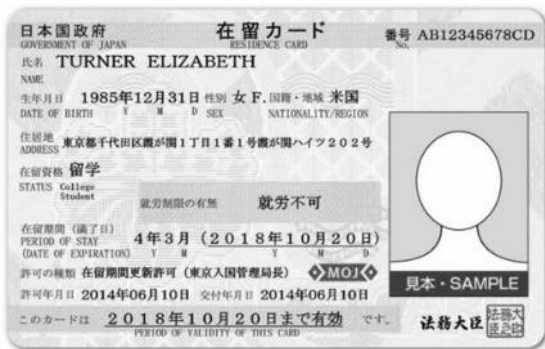 日本国政府 在留カード 番号 AB12345678CD
GOVERNMENT OF JAPAN RESIDENCE CARD No.
氏名 TURNER ELIZABETH
NAME
生年月日 1985年12月31日 性別 女 F. 国籍・地域 米国
DATE OF BIRTH Y M D SEX NATIONALITY/REGION
住居地
ADDRESS 東京都千代田区霞が関1丁目1番1号霞が関ハイツ202号
在留資格 留学
STATUS College
Student
就労制限の有無 就労不可
在留期間(満了日)
PERIOD OF STAY 4年3月(2018年10月20日)
(DATE OF EXPIRATION) Y M Y M D
許可の種類 在留期間更新許可(東京入国管理局長) MOJ
見本・SAMPLE
許可年月日 2014年06月10日 交付年月日 2014年06月10日
このカードは 2018年10月20日まで有効 です。
PERIOD OF VALIDITY OF THIS CARD
法務大臣